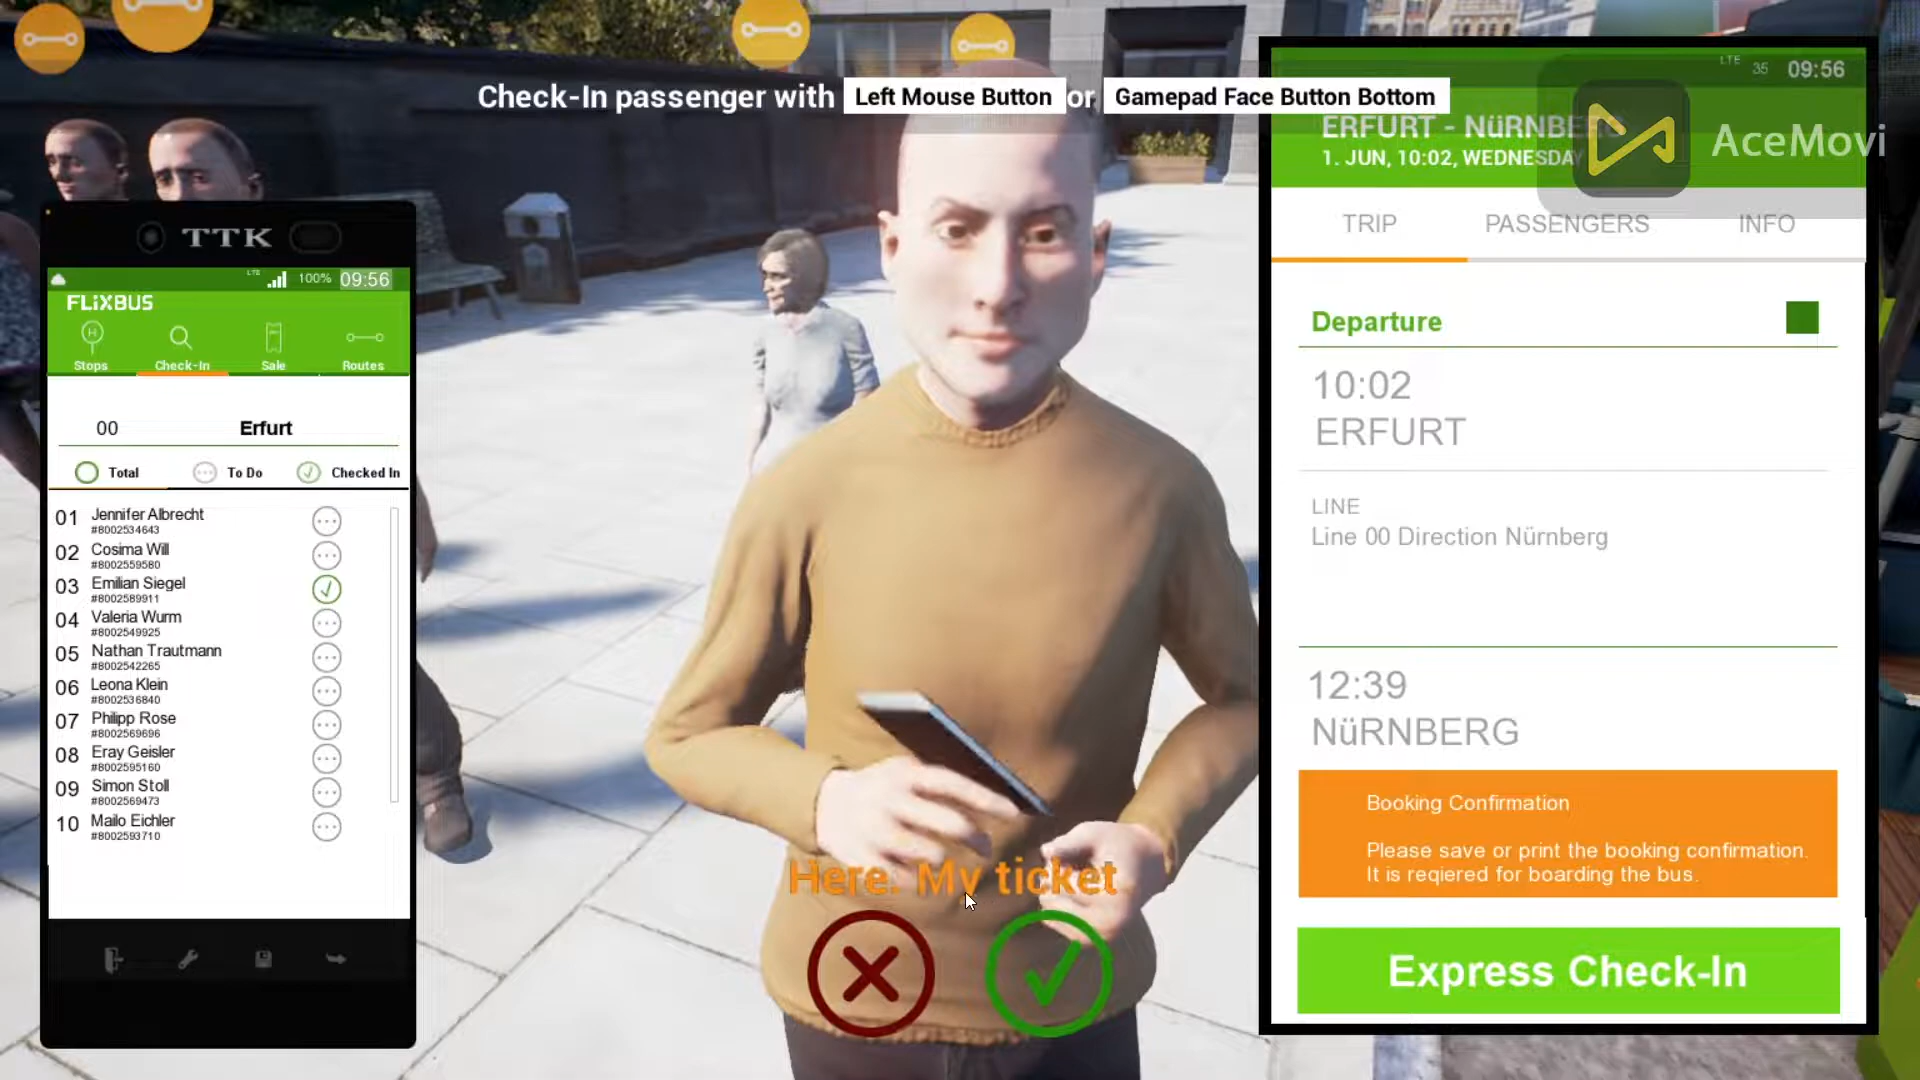 Check-In passenger with Left Mouse Button or Gamepad Face Button Bottom
TTK
LTE 100% 09:56
FLiXBUS
Stops Check-In Sale Routes
00 Erfurt
Total To Do Checked In
01 Jennifer Albrecht
#8002534643
02 Cosima Will
#8002559580
03 Emilian Siegel
#8002589911
04 Valeria Wurm
#8002549925
05 Nathan Trautmann
#8002542265
06 Leona Klein
#8002536840
07 Philipp Rose
#8002569696
08 Eray Geisler
#8002595160
09 Simon Stoll
#8002569473
10 Mailo Eichler
#8002593710
Here. My ticket
LTE 35 09:56
ERFURT - NüRNBERG
1. JUN, 10:02, WEDNESDAY
AceMovi
TRIP PASSENGERS INFO
Departure
10:02
ERFURT
LINE
Line 00 Direction Nürnberg
12:39
NüRNBERG
Booking Confirmation
Please save or print the booking confirmation.
It is reqiered for boarding the bus.
Express Check-In